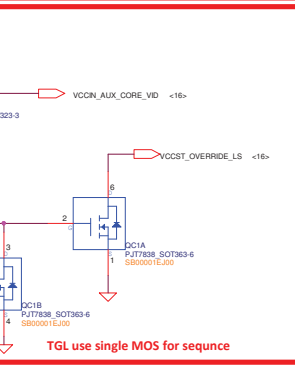 VCCIN_AUX_CORE_VID <16>
323-3
VCCST_OVERRIDE_LS <16>
6
D
2
G
S
1
QC1A
PJT7838_SOT363-6
SB00001EJ00
3
D
S
4
QC1B
PJT7838_SOT363-6
SB00001EJ00
TGL use single MOS for sequnce